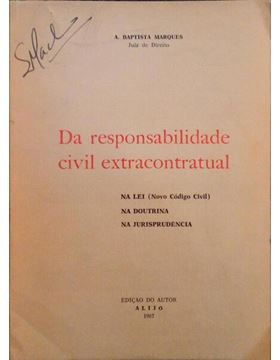 A. BAPTISTA MARQUES
Juiz de Direito
Da responsabilidade
civil extracontratual
NA LEI (Novo Código Civil)
NA DOUTRINA
NA JURISPRUDÊNCIA
EDIÇÃO DO AUTOR
ALIJÓ
1967